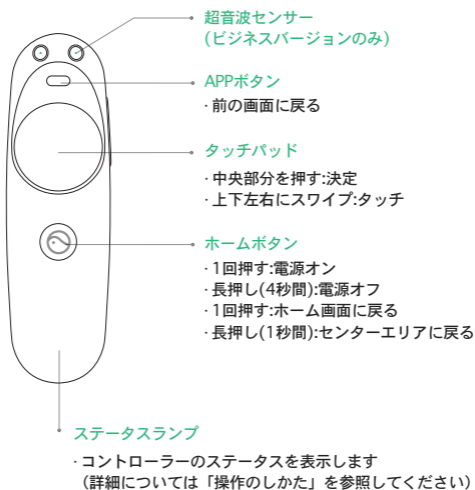 超音波センサー
(ビジネスバージョンのみ)
APPボタン
· 前の画面に戻る
タッチパッド
· 中央部分を押す:決定
· 上下左右にスワイプ:タッチ
ホームボタン
· 1回押す:電源オン
· 長押し(4秒間):電源オフ
· 1回押す:ホーム画面に戻る
· 長押し(1秒間):センターエリアに戻る
ステータスランプ
· コントローラーのステータスを表示します
（詳細については「操作のしかた」を参照してください）